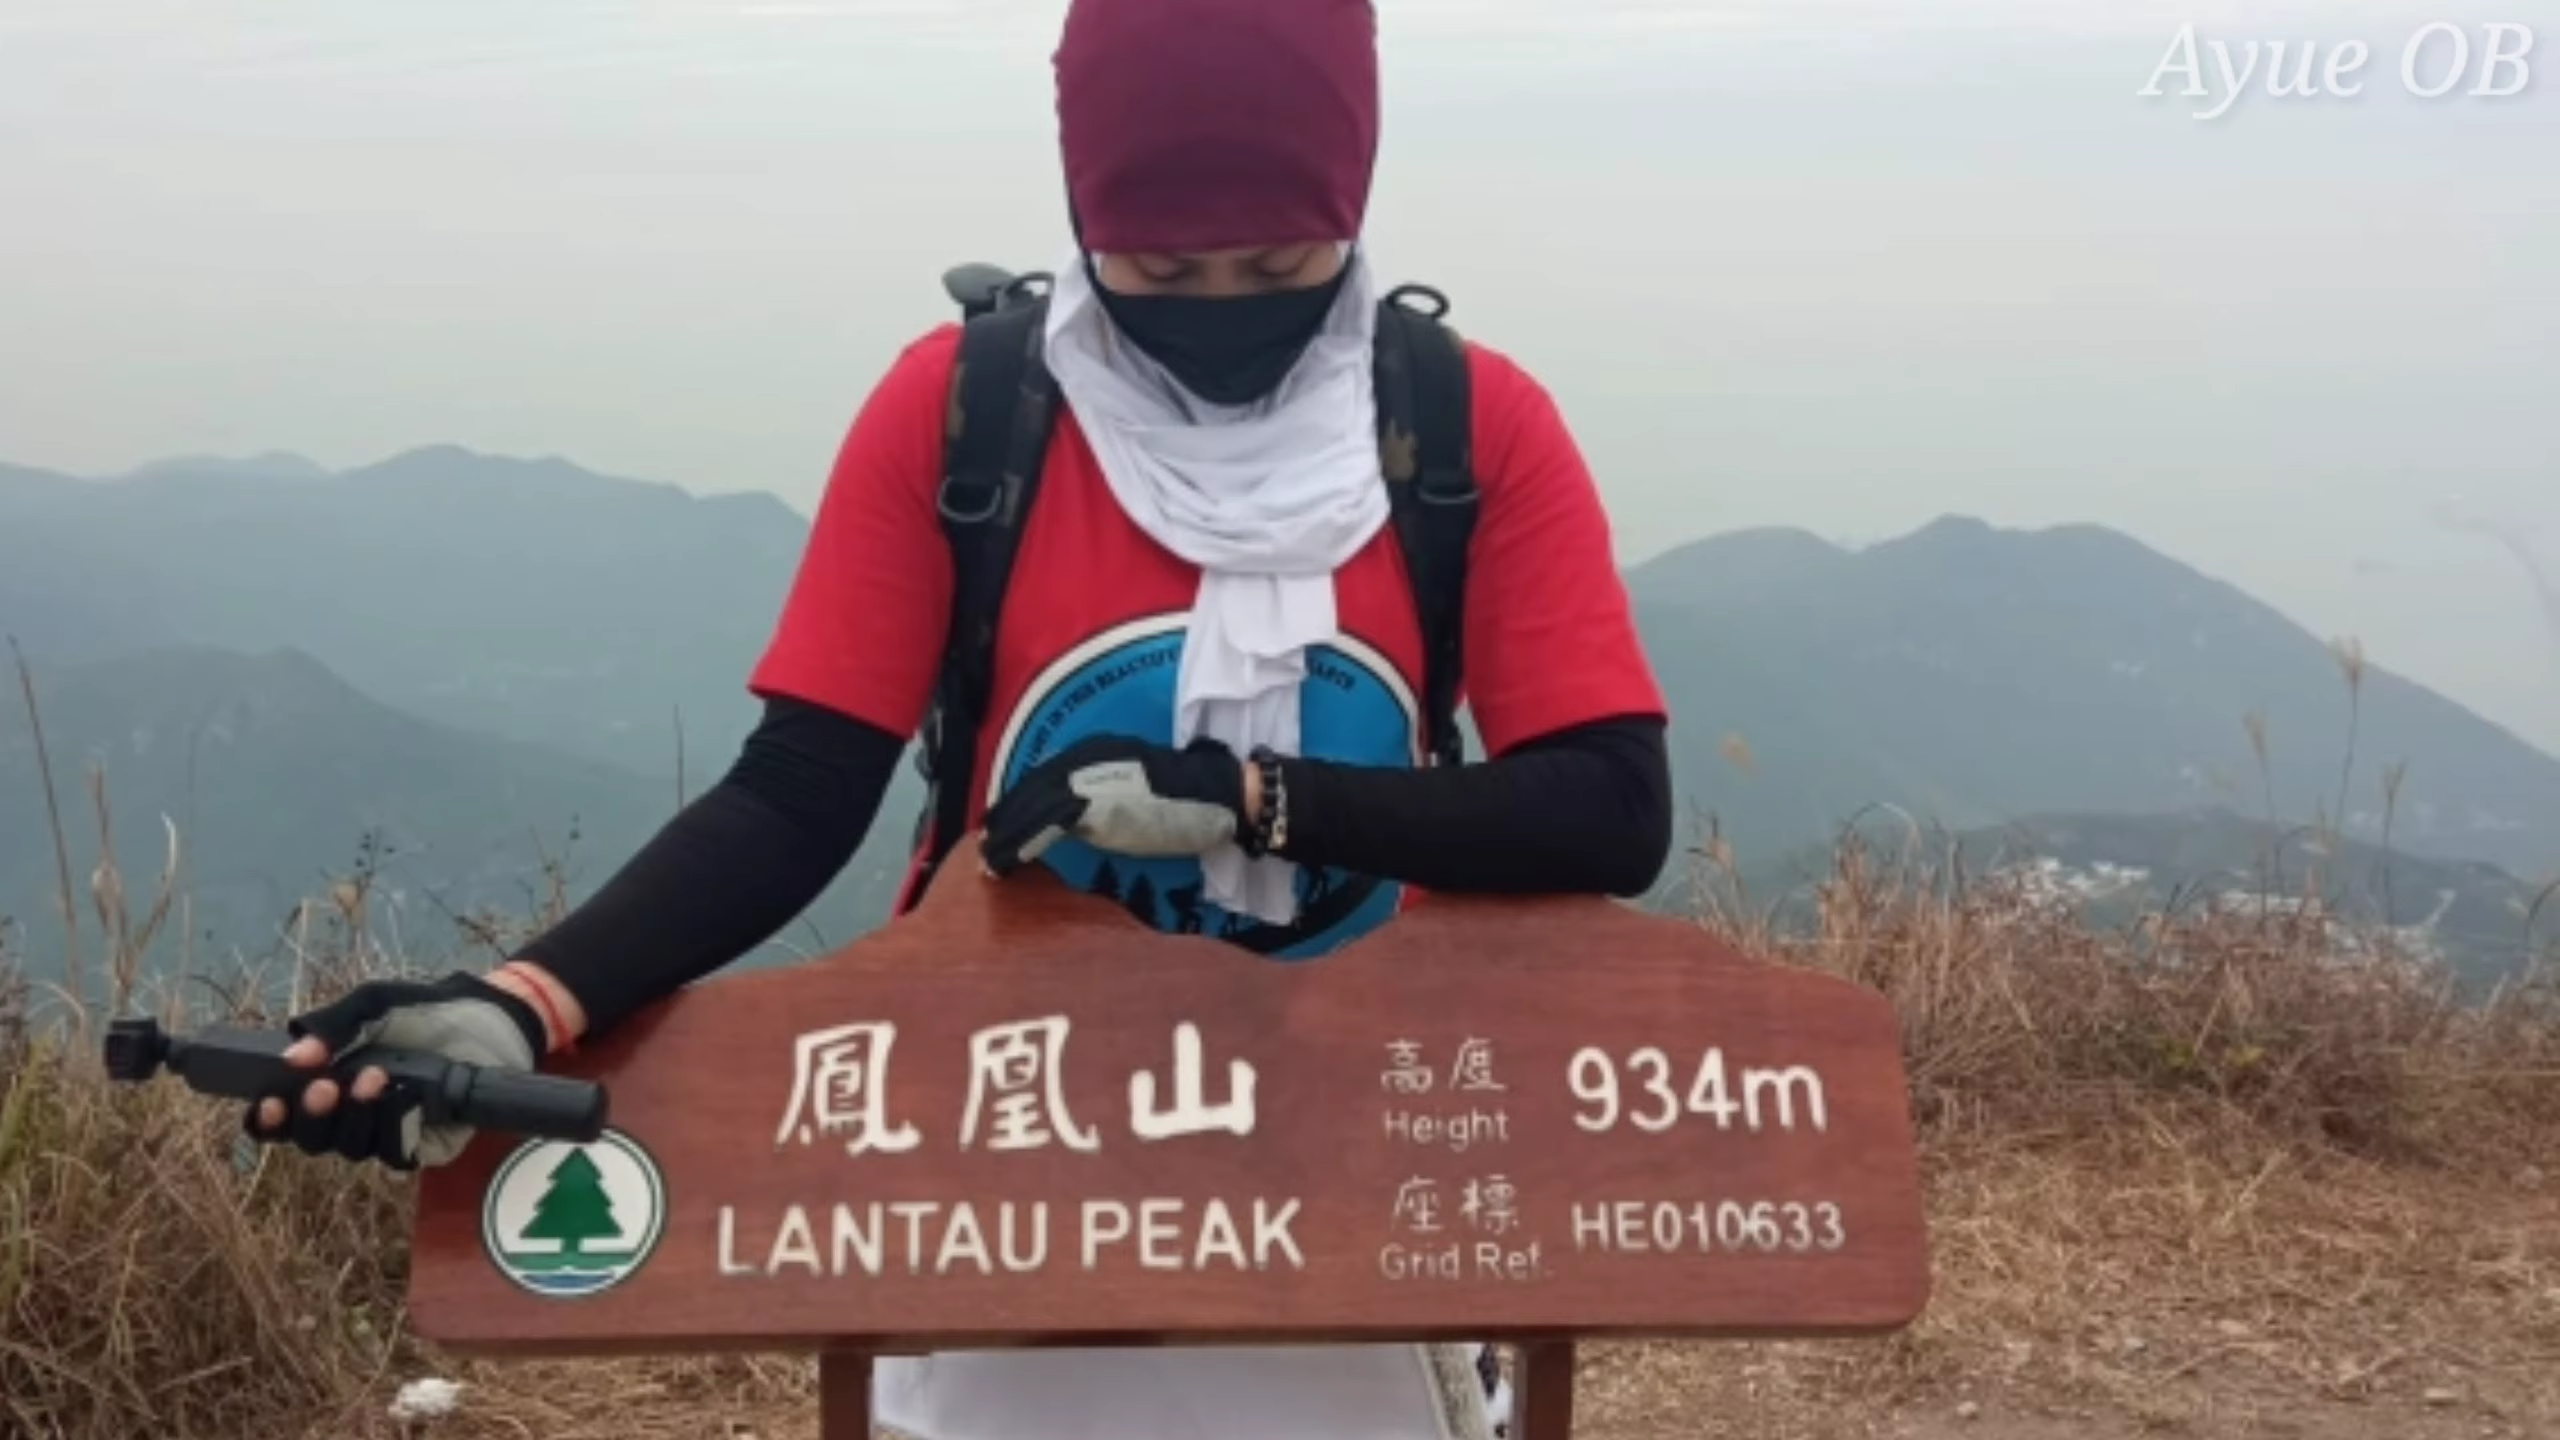 Ayue OB
鳳凰山
LANTAU PEAK
高度
Height
934m
座標
Grid Ref.
HE010633